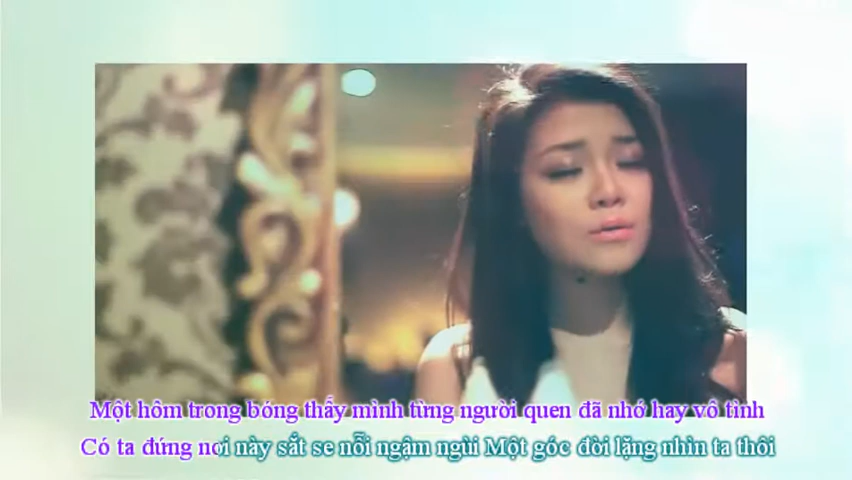 Một hôm trong bóng thấy mình từng người quen đã nhớ hay vô tình
Có ta đứng nơi này sắt se nỗi ngậm ngùi Một góc đời lặng nhìn ta thôi